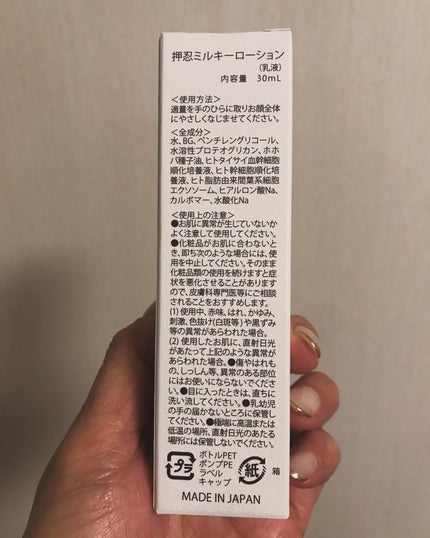 押忍ミルキーローション
(乳液)
内容量 30mL
＜使用方法＞
適量を手のひらに取りお顔全体
にやさしくなじませてください。
＜全成分＞
水、BG、ペンチレングリコール、
水溶性プロテオグリカン、ホホ
バ種子油、ヒトタイサイ血幹細胞
順化培養液、ヒト幹細胞順化培
養液、ヒト脂肪由来間葉系細胞
エクソソーム、ヒアルロン酸Na、
カルボマー、水酸化Na
＜使用上の注意＞
●お肌に異常が生じていないか
よく注意して使用してください。
●化粧品がお肌に合わないと
き、即ち次のような場合には、使
用を中止してください。そのまま
化粧品類の使用を続けますと症
状を悪化させることがあります
ので、皮膚科専門医等にご相談
されることをおすすめします。
(1) 使用中、赤味、はれ、かゆみ、
刺激、色抜け(白斑等)や黒ずみ
等の異常があらわれた場合。
(2) 使用したお肌に、直射日光
があたって上記のような異常が
あらわれた場合。●傷やはれも
の、しっしん等、異常のある部位
にはお使いにならないでくださ
い。●目に入ったときは、直ちに
洗い流してください。●乳幼児
の手の届かないところに保管し
てください。●極端に高温または
低温の場所、直射日光のあたる
場所には保管しないでください。
プラ
ボトルPET
ポンプPE
ラベル
キャップ
紙
箱
MADE IN JAPAN